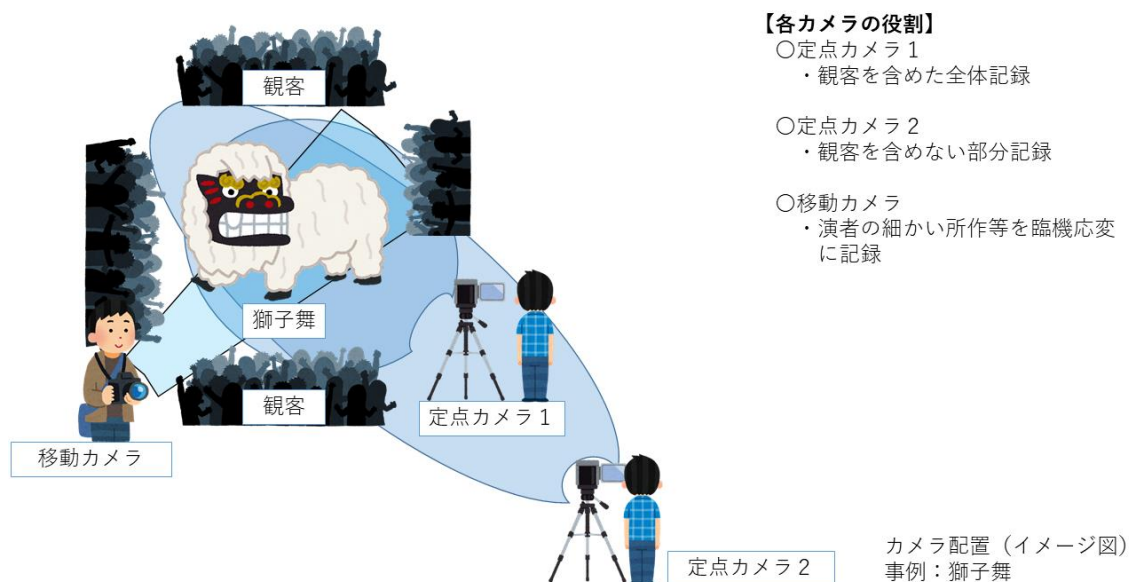 【各カメラの役割】
○定点カメラ1
・観客を含めた全体記録
○定点カメラ2
・観客を含めない部分記録
○移動カメラ
・演者の細かい所作等を臨機応変
に記録
観客
獅子舞
観客
定点カメラ1
移動カメラ
定点カメラ2
カメラ配置（イメージ図）
事例：獅子舞